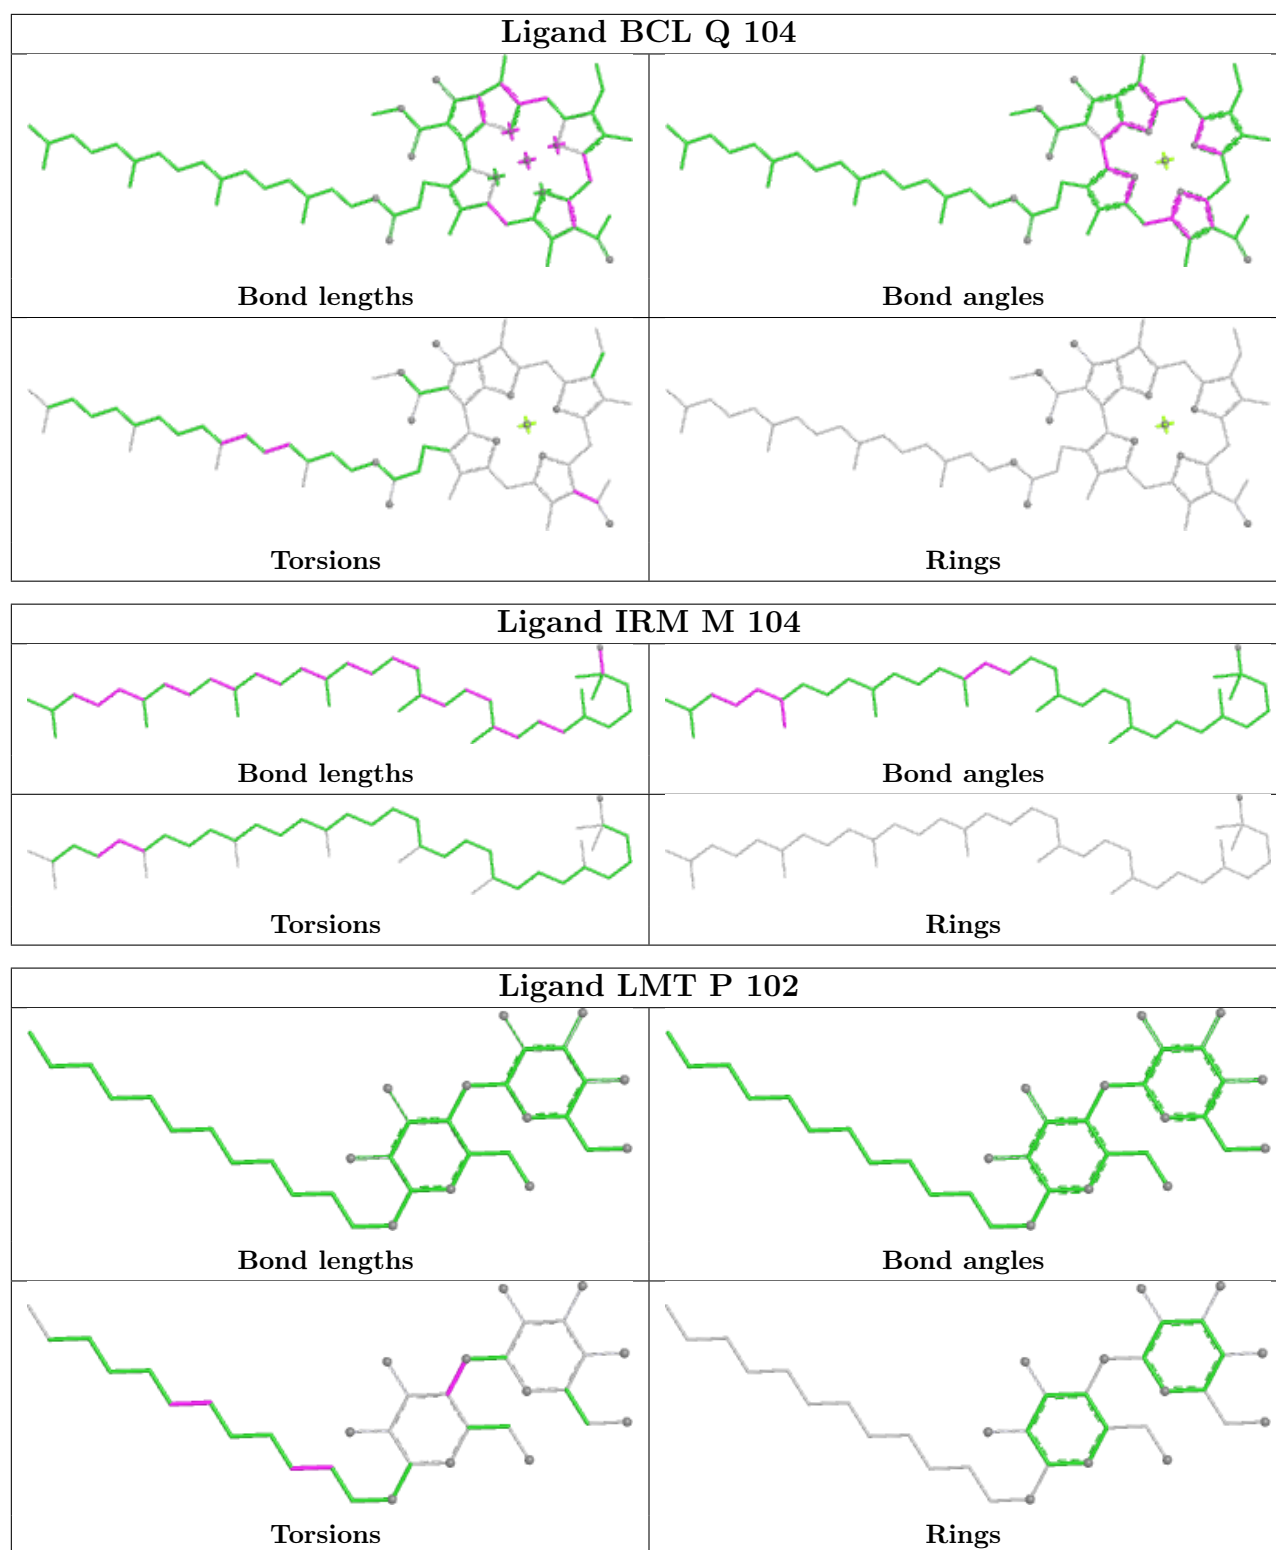 Ligand BCL Q 104
Bond lengths
Bond angles
Torsions
Rings
Ligand IRM M 104
Bond lengths
Bond angles
Torsions
Rings
Ligand LMT P 102
Bond lengths
Bond angles
Torsions
Rings